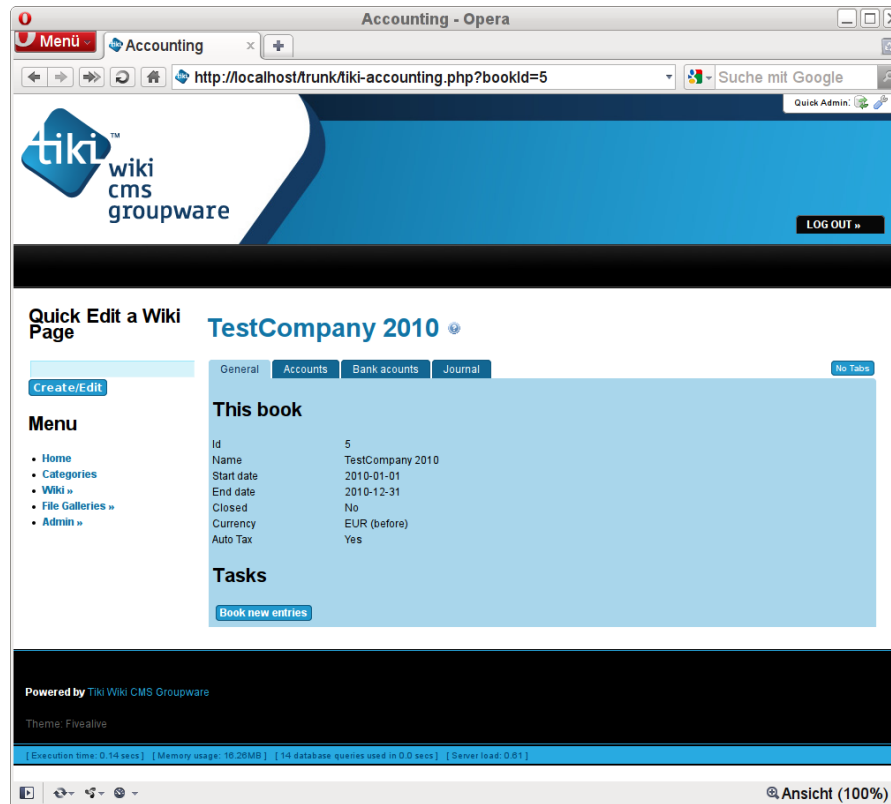 Accounting - Opera
Menü
Accounting
http://localhost/trunk/tiki-accounting.php?bookId=5
Suche mit Google
Quick Admin:
tiki™
wiki
cms
groupware
LOG OUT »
Quick Edit a Wiki
Page
Create/Edit
Menu
Home
Categories
Wiki »
File Galleries »
Admin »
TestCompany 2010
General Accounts Bank acounts Journal
No Tabs
This book
Id 5
Name TestCompany 2010
Start date 2010-01-01
End date 2010-12-31
Closed No
Currency EUR (before)
Auto Tax Yes
Tasks
Book new entries
Powered by Tiki Wiki CMS Groupware
Theme: Fivealive
[ Execution time: 0.14 secs ] [ Memory usage: 16.26MB ] [ 14 database queries used in 0.0 secs ] [ Server load: 0.61 ]
Ansicht (100%)